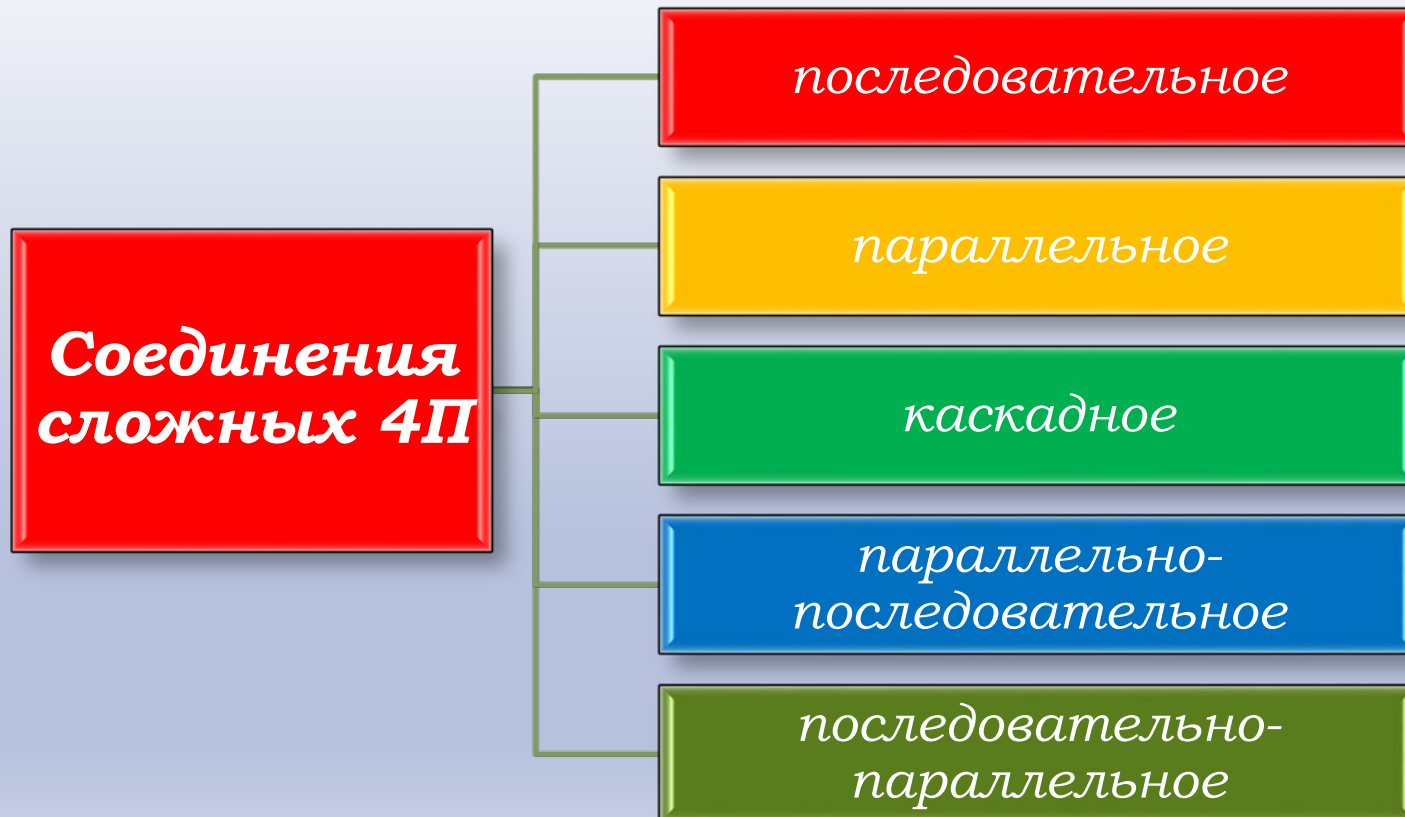 Соединения
сложных 4П
последовательное
параллельное
каскадное
параллельно-
последовательное
последовательно-
параллельное